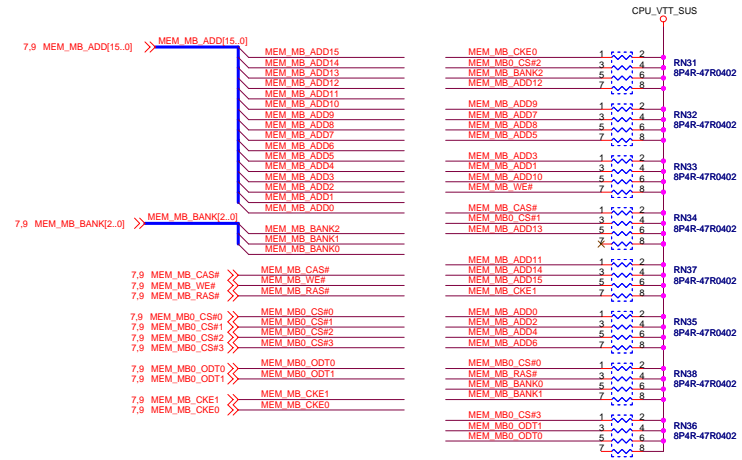 CPU_VTT_SUS
7,9 MEM_MB_ADD[15..0]
MEM_MB_ADD[15..0]
MEM_MB_ADD15
MEM_MB_ADD14
MEM_MB_ADD13
MEM_MB_ADD12
MEM_MB_ADD11
MEM_MB_ADD10
MEM_MB_ADD9
MEM_MB_ADD8
MEM_MB_ADD7
MEM_MB_ADD6
MEM_MB_ADD5
MEM_MB_ADD4
MEM_MB_ADD3
MEM_MB_ADD2
MEM_MB_ADD1
MEM_MB_ADD0
7,9 MEM_MB_BANK[2..0]
MEM_MB_BANK[2..0]
MEM_MB_BANK2
MEM_MB_BANK1
MEM_MB_BANK0
7,9 MEM_MB_CAS# MEM_MB_CAS#
7,9 MEM_MB_WE# MEM_MB_WE#
7,9 MEM_MB_RAS# MEM_MB_RAS#
7,9 MEM_MB0_CS#0 MEM_MB0_CS#0
7,9 MEM_MB0_CS#1 MEM_MB0_CS#1
7,9 MEM_MB0_CS#2 MEM_MB0_CS#2
7,9 MEM_MB0_CS#3 MEM_MB0_CS#3
7,9 MEM_MB0_ODT0 MEM_MB0_ODT0
7,9 MEM_MB0_ODT1 MEM_MB0_ODT1
7,9 MEM_MB_CKE1 MEM_MB_CKE1
7,9 MEM_MB_CKE0 MEM_MB_CKE0
MEM_MB_CKE0 1 2
MEM_MB0_CS#2 3 4
MEM_MB_BANK2 5 6
MEM_MB_ADD12 7 8
RN31
8P4R-47R0402
MEM_MB_ADD9 1 2
MEM_MB_ADD7 3 4
MEM_MB_ADD8 5 6
MEM_MB_ADD5 7 8
RN32
8P4R-47R0402
MEM_MB_ADD3 1 2
MEM_MB_ADD1 3 4
MEM_MB_ADD10 5 6
MEM_MB_WE# 7 8
RN33
8P4R-47R0402
MEM_MB_CAS# 1 2
MEM_MB0_CS#1 3 4
MEM_MB_ADD13 5 6
7 8
RN34
8P4R-47R0402
MEM_MB_ADD11 1 2
MEM_MB_ADD14 3 4
MEM_MB_ADD15 5 6
MEM_MB_CKE1 7 8
RN37
8P4R-47R0402
MEM_MB_ADD0 1 2
MEM_MB_ADD2 3 4
MEM_MB_ADD4 5 6
MEM_MB_ADD6 7 8
RN35
8P4R-47R0402
MEM_MB0_CS#0 1 2
MEM_MB_RAS# 3 4
MEM_MB_BANK0 5 6
MEM_MB_BANK1 7 8
RN38
8P4R-47R0402
MEM_MB0_CS#3 1 2
MEM_MB0_ODT1 3 4
MEM_MB0_ODT0 5 6
7 8
RN36
8P4R-47R0402